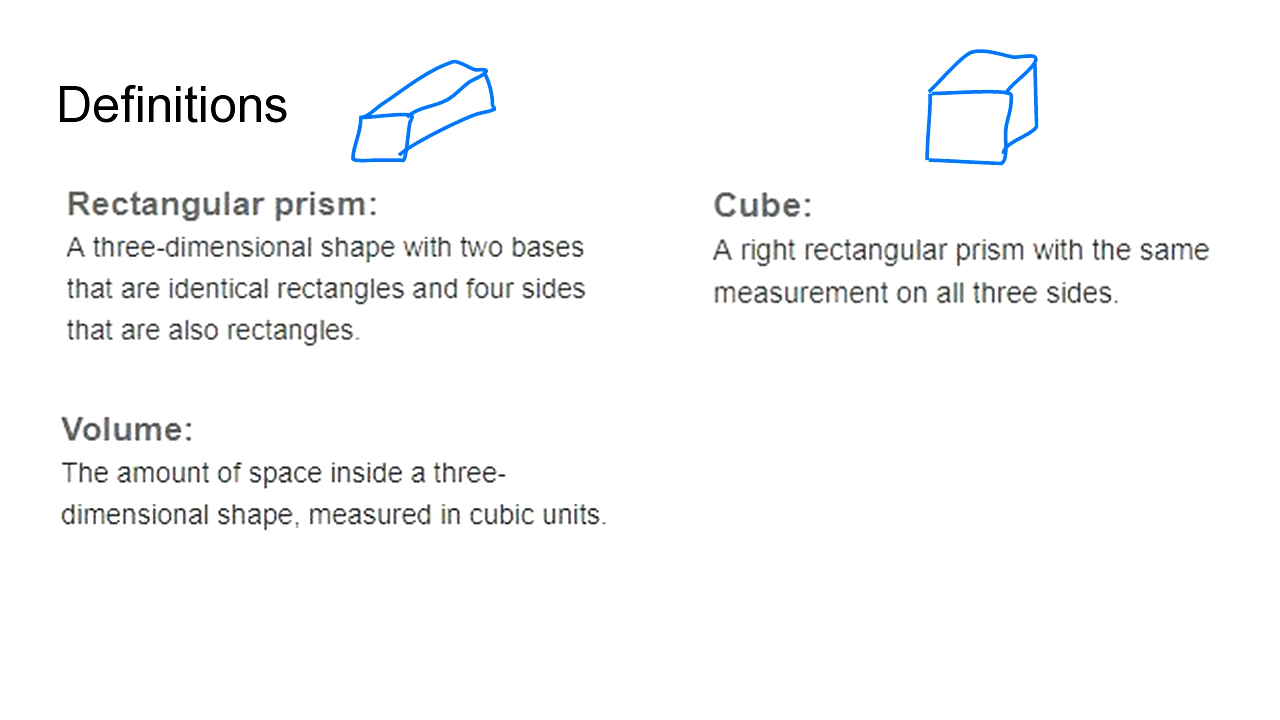 Definitions
Rectangular prism:
A three-dimensional shape with two bases
that are identical rectangles and four sides
that are also rectangles.
Cube:
A right rectangular prism with the same
measurement on all three sides.
Volume:
The amount of space inside a three-
dimensional shape, measured in cubic units.